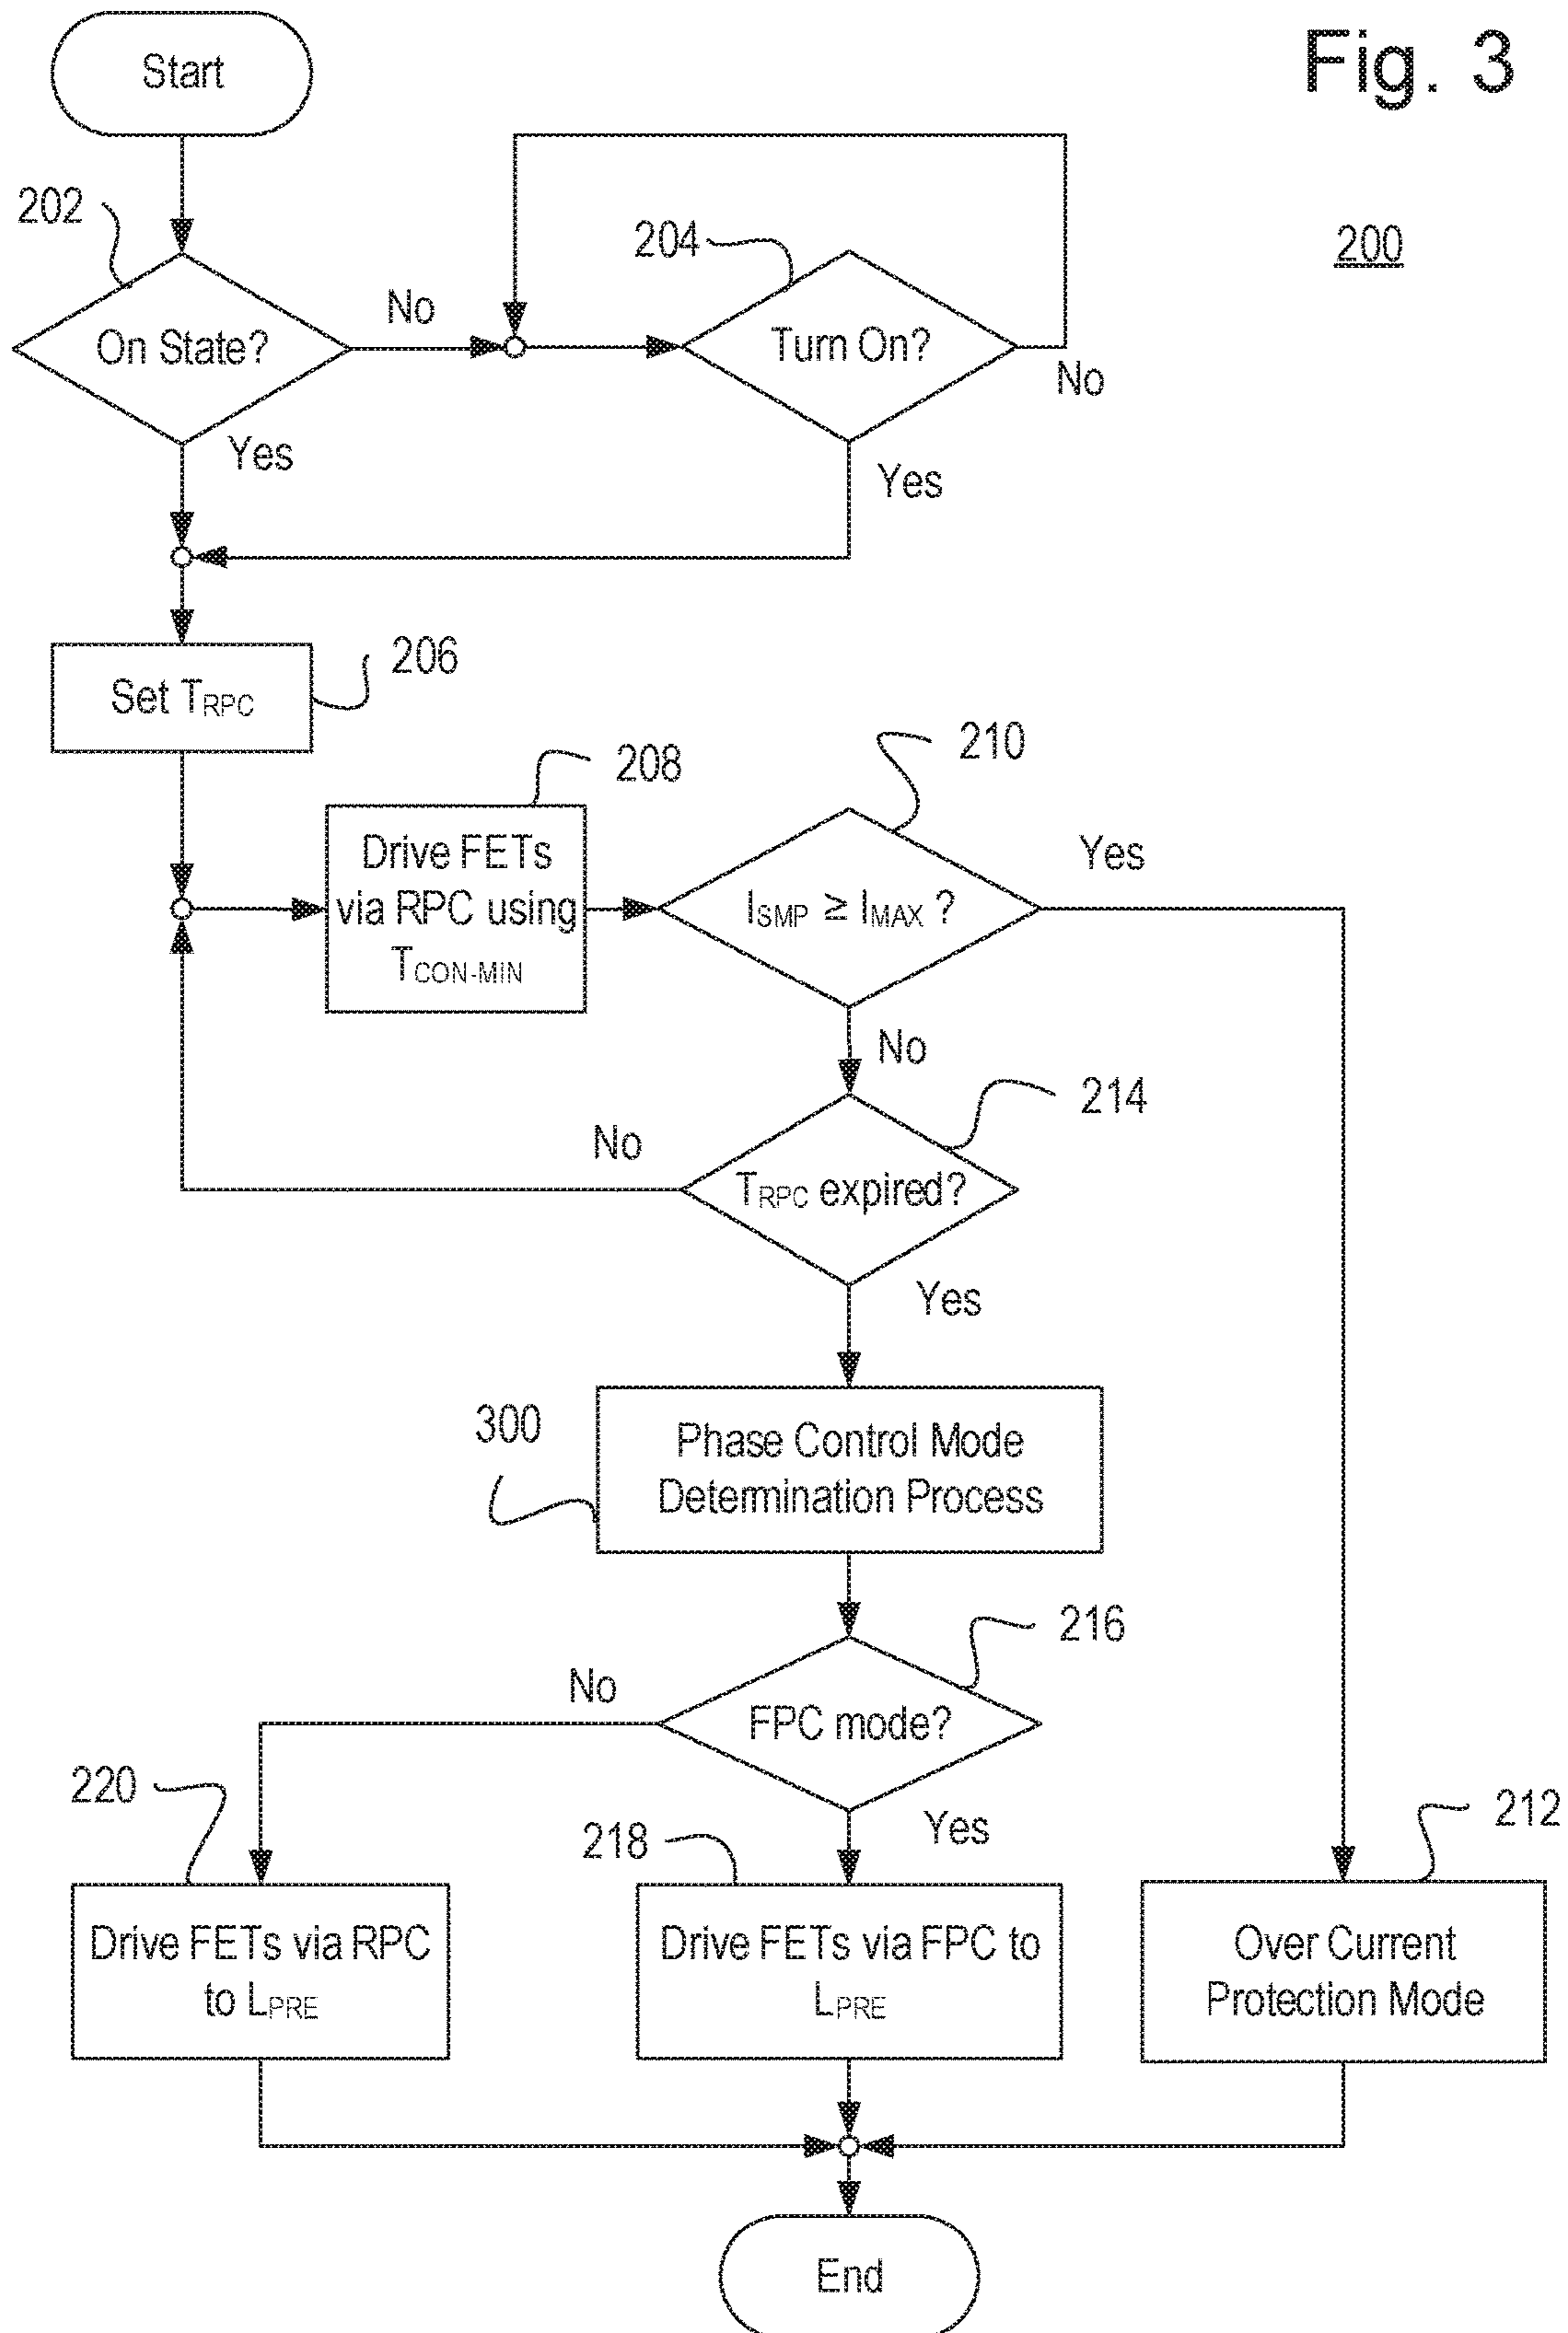 Fig. 3
Start
200
202
204
On State?
No
Turn On?
No
Yes
Yes
Set TRPC
206
208
210
Drive FETs
via RPC using
TCON-MIN
ISMP ≥ IMAX ?
Yes
No
214
No
TRPC expired?
Yes
300
Phase Control Mode
Determination Process
216
No
FPC mode?
220
218
Yes
212
Drive FETs via RPC
to LPRE
Drive FETs via FPC to
LPRE
Over Current
Protection Mode
End